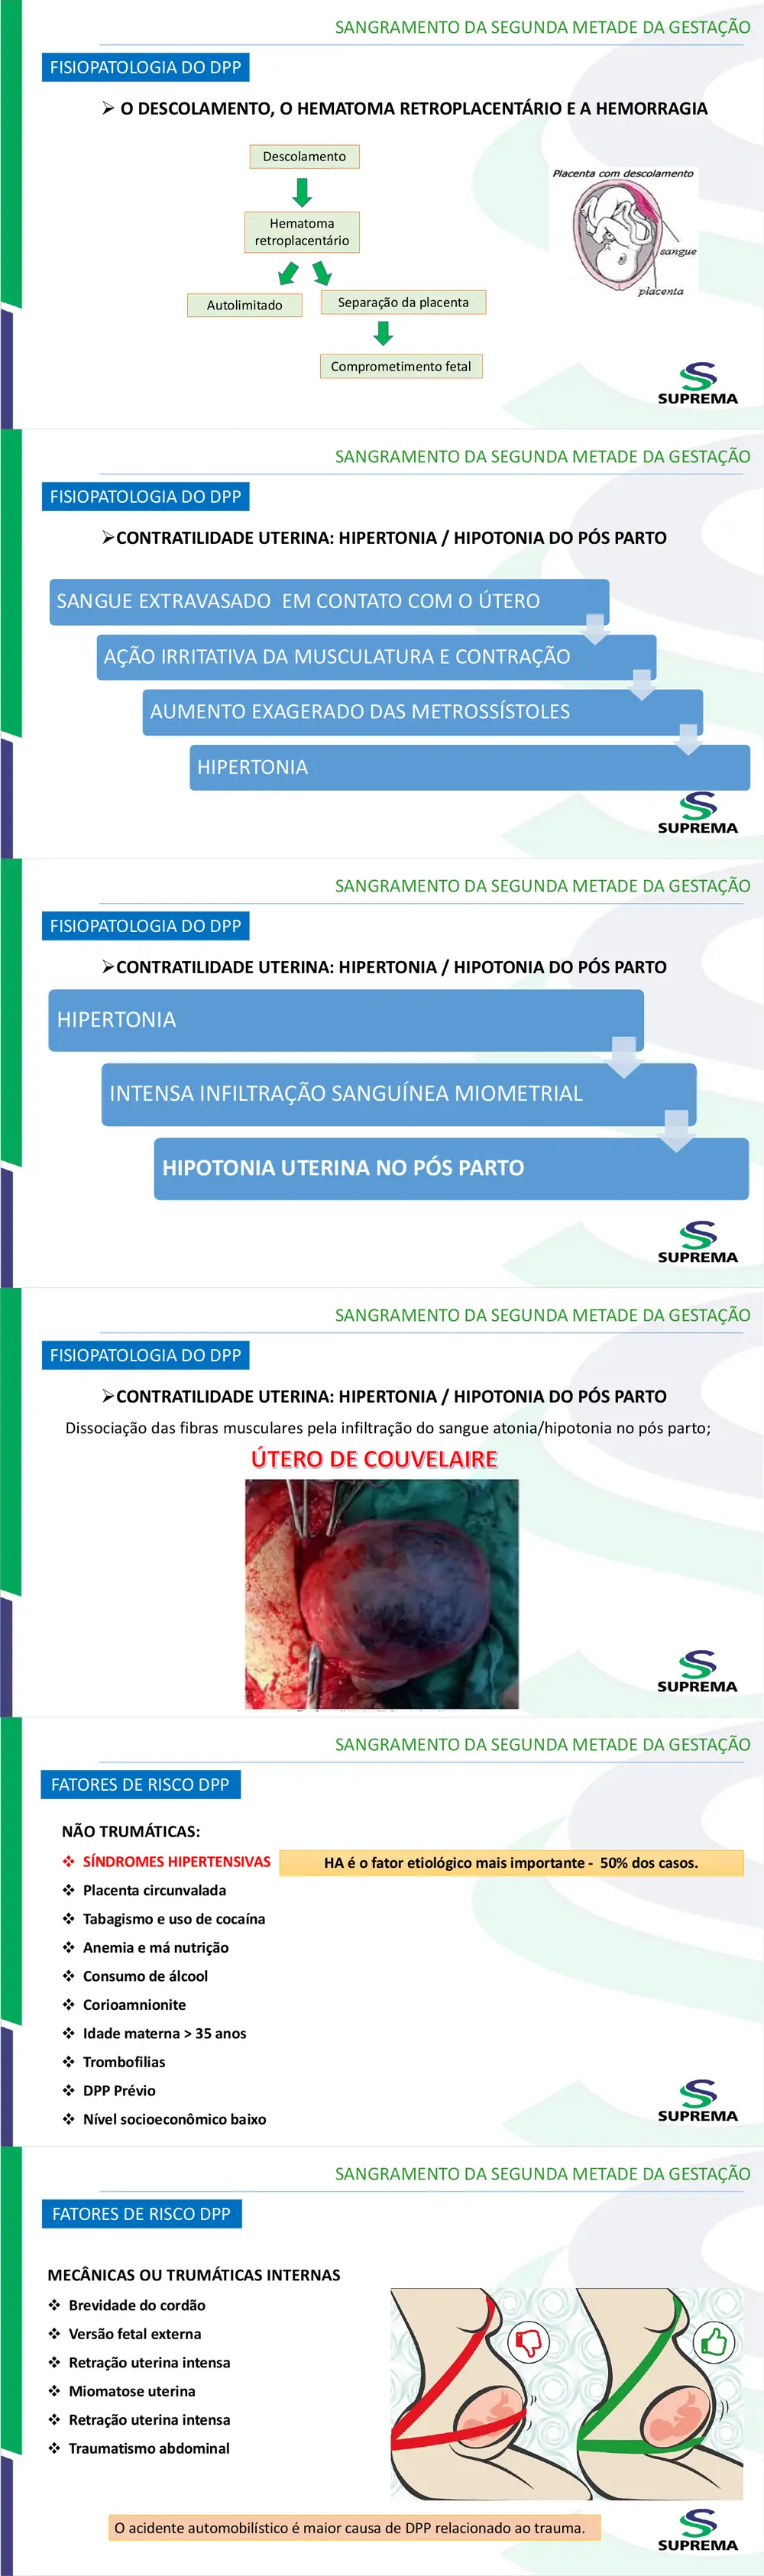 SANGRAMENTO DA SEGUNDA METADE DA GESTAÇÃO
FISIOPATOLOGIA DO DPP
➢ O DESCOLAMENTO, O HEMATOMA RETROPLACENTÁRIO E A HEMORRAGIA
Descolamento
Hematoma
retroplacentário
Autolimitado
Separação da placenta
Comprometimento fetal
Placenta com descolamento
sangue
placenta
SUPREMA
SANGRAMENTO DA SEGUNDA METADE DA GESTAÇÃO
FISIOPATOLOGIA DO DPP
➢CONTRATILIDADE UTERINA: HIPERTONIA / HIPOTONIA DO PÓS PARTO
SANGUE EXTRAVASADO EM CONTATO COM O ÚTERO
AÇÃO IRRITATIVA DA MUSCULATURA E CONTRAÇÃO
AUMENTO EXAGERADO DAS METROSSÍSTOLES
HIPERTONIA
SUPREMA
SANGRAMENTO DA SEGUNDA METADE DA GESTAÇÃO
FISIOPATOLOGIA DO DPP
➢CONTRATILIDADE UTERINA: HIPERTONIA / HIPOTONIA DO PÓS PARTO
HIPERTONIA
INTENSA INFILTRAÇÃO SANGUÍNEA MIOMETRIAL
HIPOTONIA UTERINA NO PÓS PARTO
SUPREMA
SANGRAMENTO DA SEGUNDA METADE DA GESTAÇÃO
FISIOPATOLOGIA DO DPP
➢CONTRATILIDADE UTERINA: HIPERTONIA / HIPOTONIA DO PÓS PARTO
Dissociação das fibras musculares pela infiltração do sangue atonia/hipotonia no pós parto;
ÚTERO DE COUVELAIRE
SUPREMA
SANGRAMENTO DA SEGUNDA METADE DA GESTAÇÃO
FATORES DE RISCO DPP
NÃO TRUMÁTICAS:
❖ SÍNDROMES HIPERTENSIVAS
HA é o fator etiológico mais importante - 50% dos casos.
❖ Placenta circunvalada
❖ Tabagismo e uso de cocaína
❖ Anemia e má nutrição
❖ Consumo de álcool
❖ Corioamnionite
❖ Idade materna > 35 anos
❖ Trombofilias
❖ DPP Prévio
❖ Nível socioeconômico baixo
SUPREMA
SANGRAMENTO DA SEGUNDA METADE DA GESTAÇÃO
FATORES DE RISCO DPP
MECÂNICAS OU TRUMÁTICAS INTERNAS
❖ Brevidade do cordão
❖ Versão fetal externa
❖ Retração uterina intensa
❖ Miomatose uterina
❖ Retração uterina intensa
❖ Traumatismo abdominal
O acidente automobilístico é maior causa de DPP relacionado ao trauma.
SUPREMA